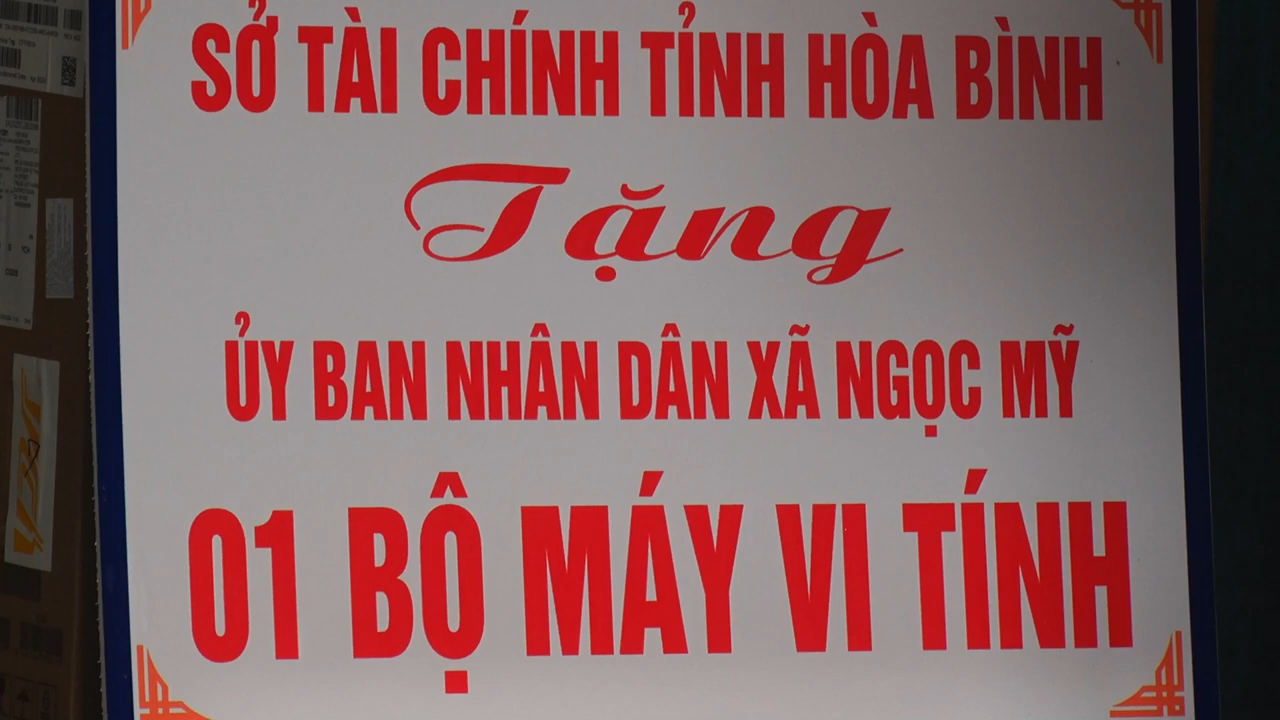 SỞ TÀI CHÍNH TỈNH HÒA BÌNH
Tặng
ỦY BAN NHÂN DÂN XÃ NGỌC MỸ
01 BỘ MÁY VI TÍNH